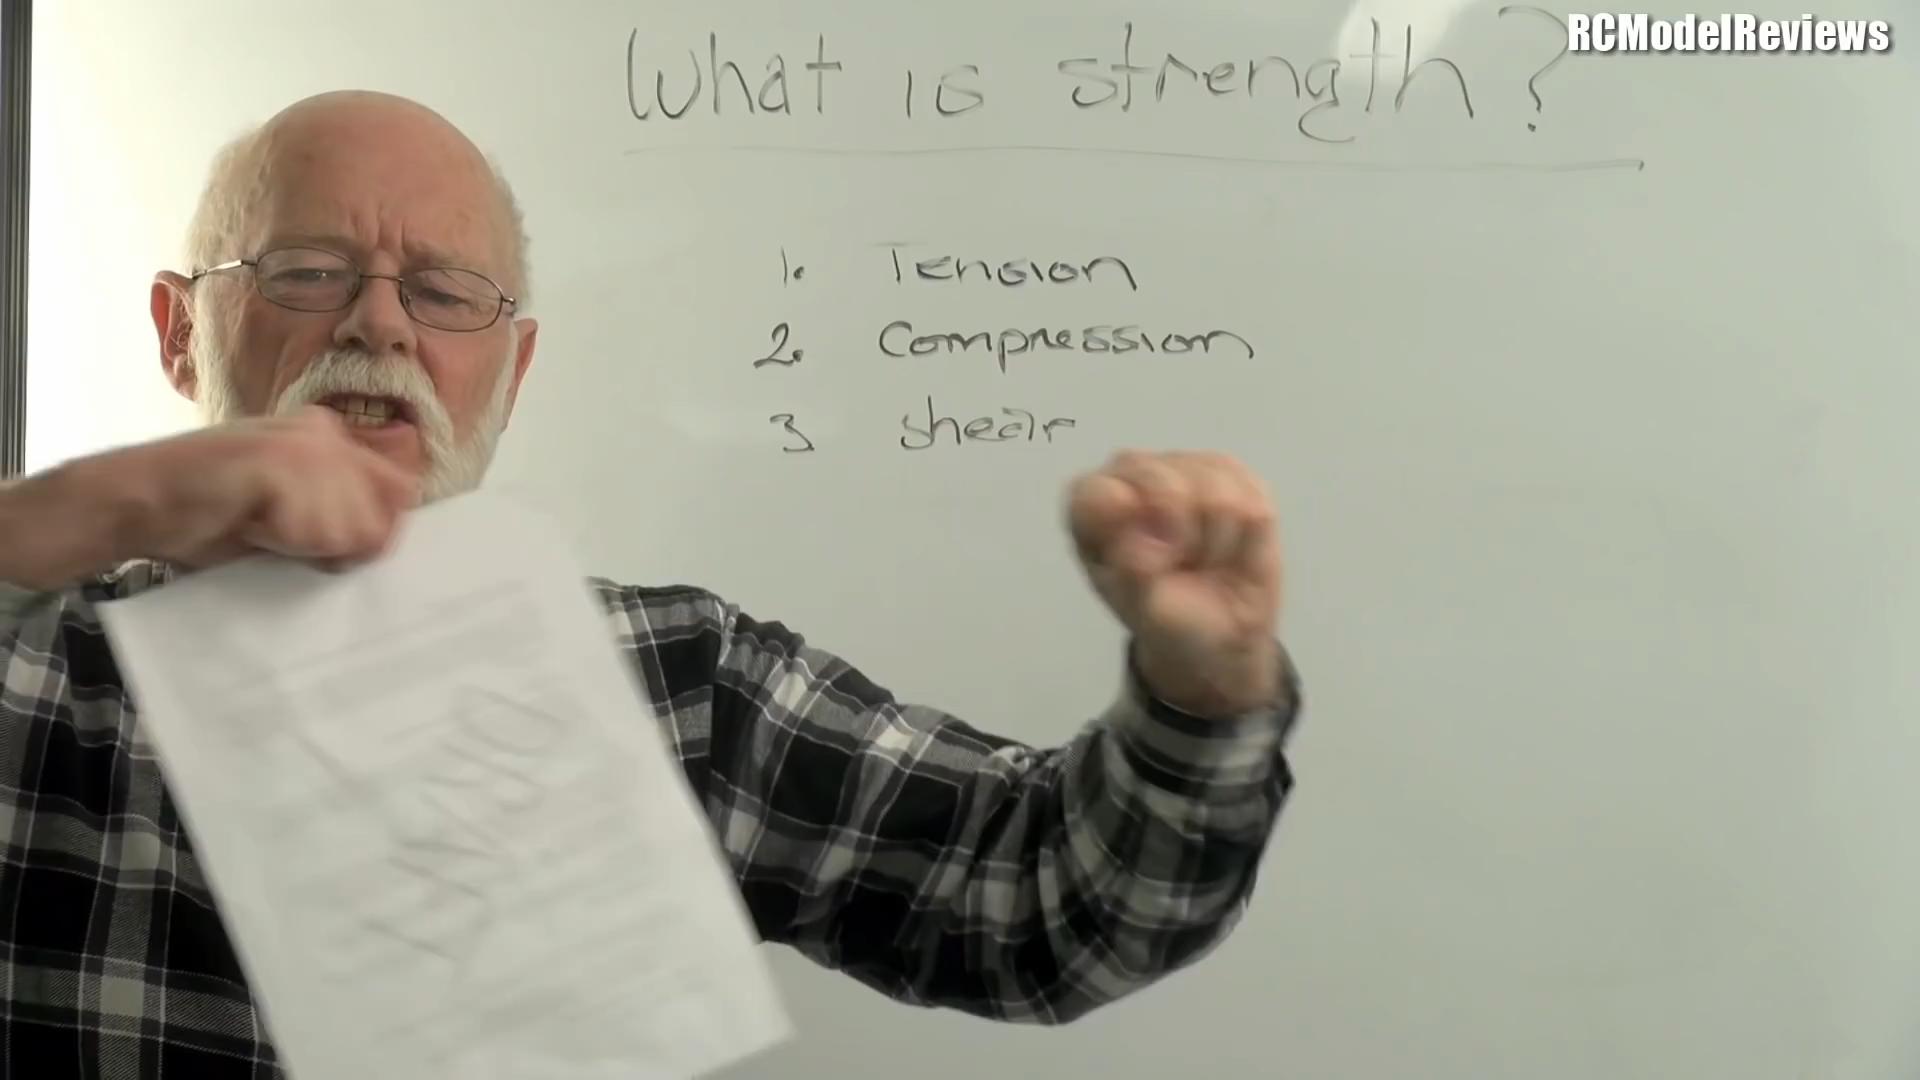 RCModelReviews
What is strength?
1. Tension
2. Compression
3 shear